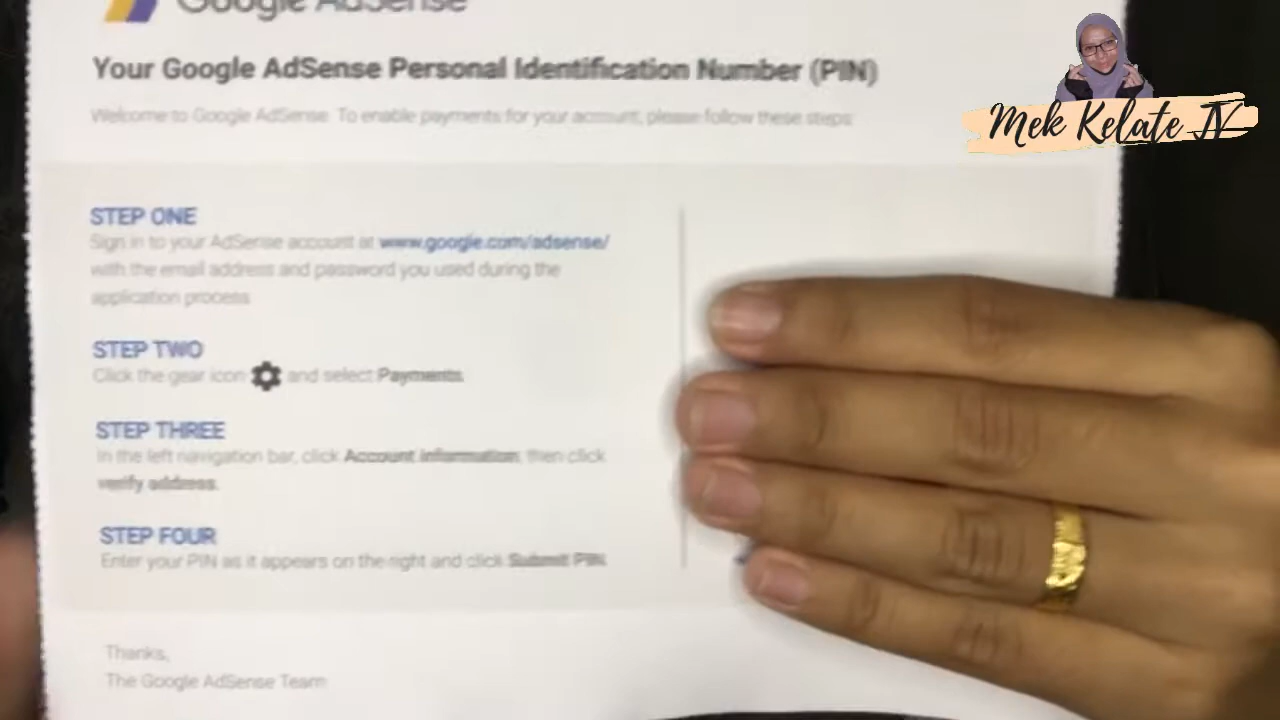 Google AdSense
Mek Kelate TV
Your Google AdSense Personal Identification Number (PIN)
Welcome to Google AdSense. To enable payments for your account, please follow these steps:
STEP ONE
Sign in to your AdSense account at www.google.com/adsense/
with the email address and password you used during the
application process.
STEP TWO
Click the gear icon and select Payments.
STEP THREE
In the left navigation bar, click Account information, then click
verify address.
STEP FOUR
Enter your PIN as it appears on the right and click Submit PIN.
Thanks,
The Google AdSense Team